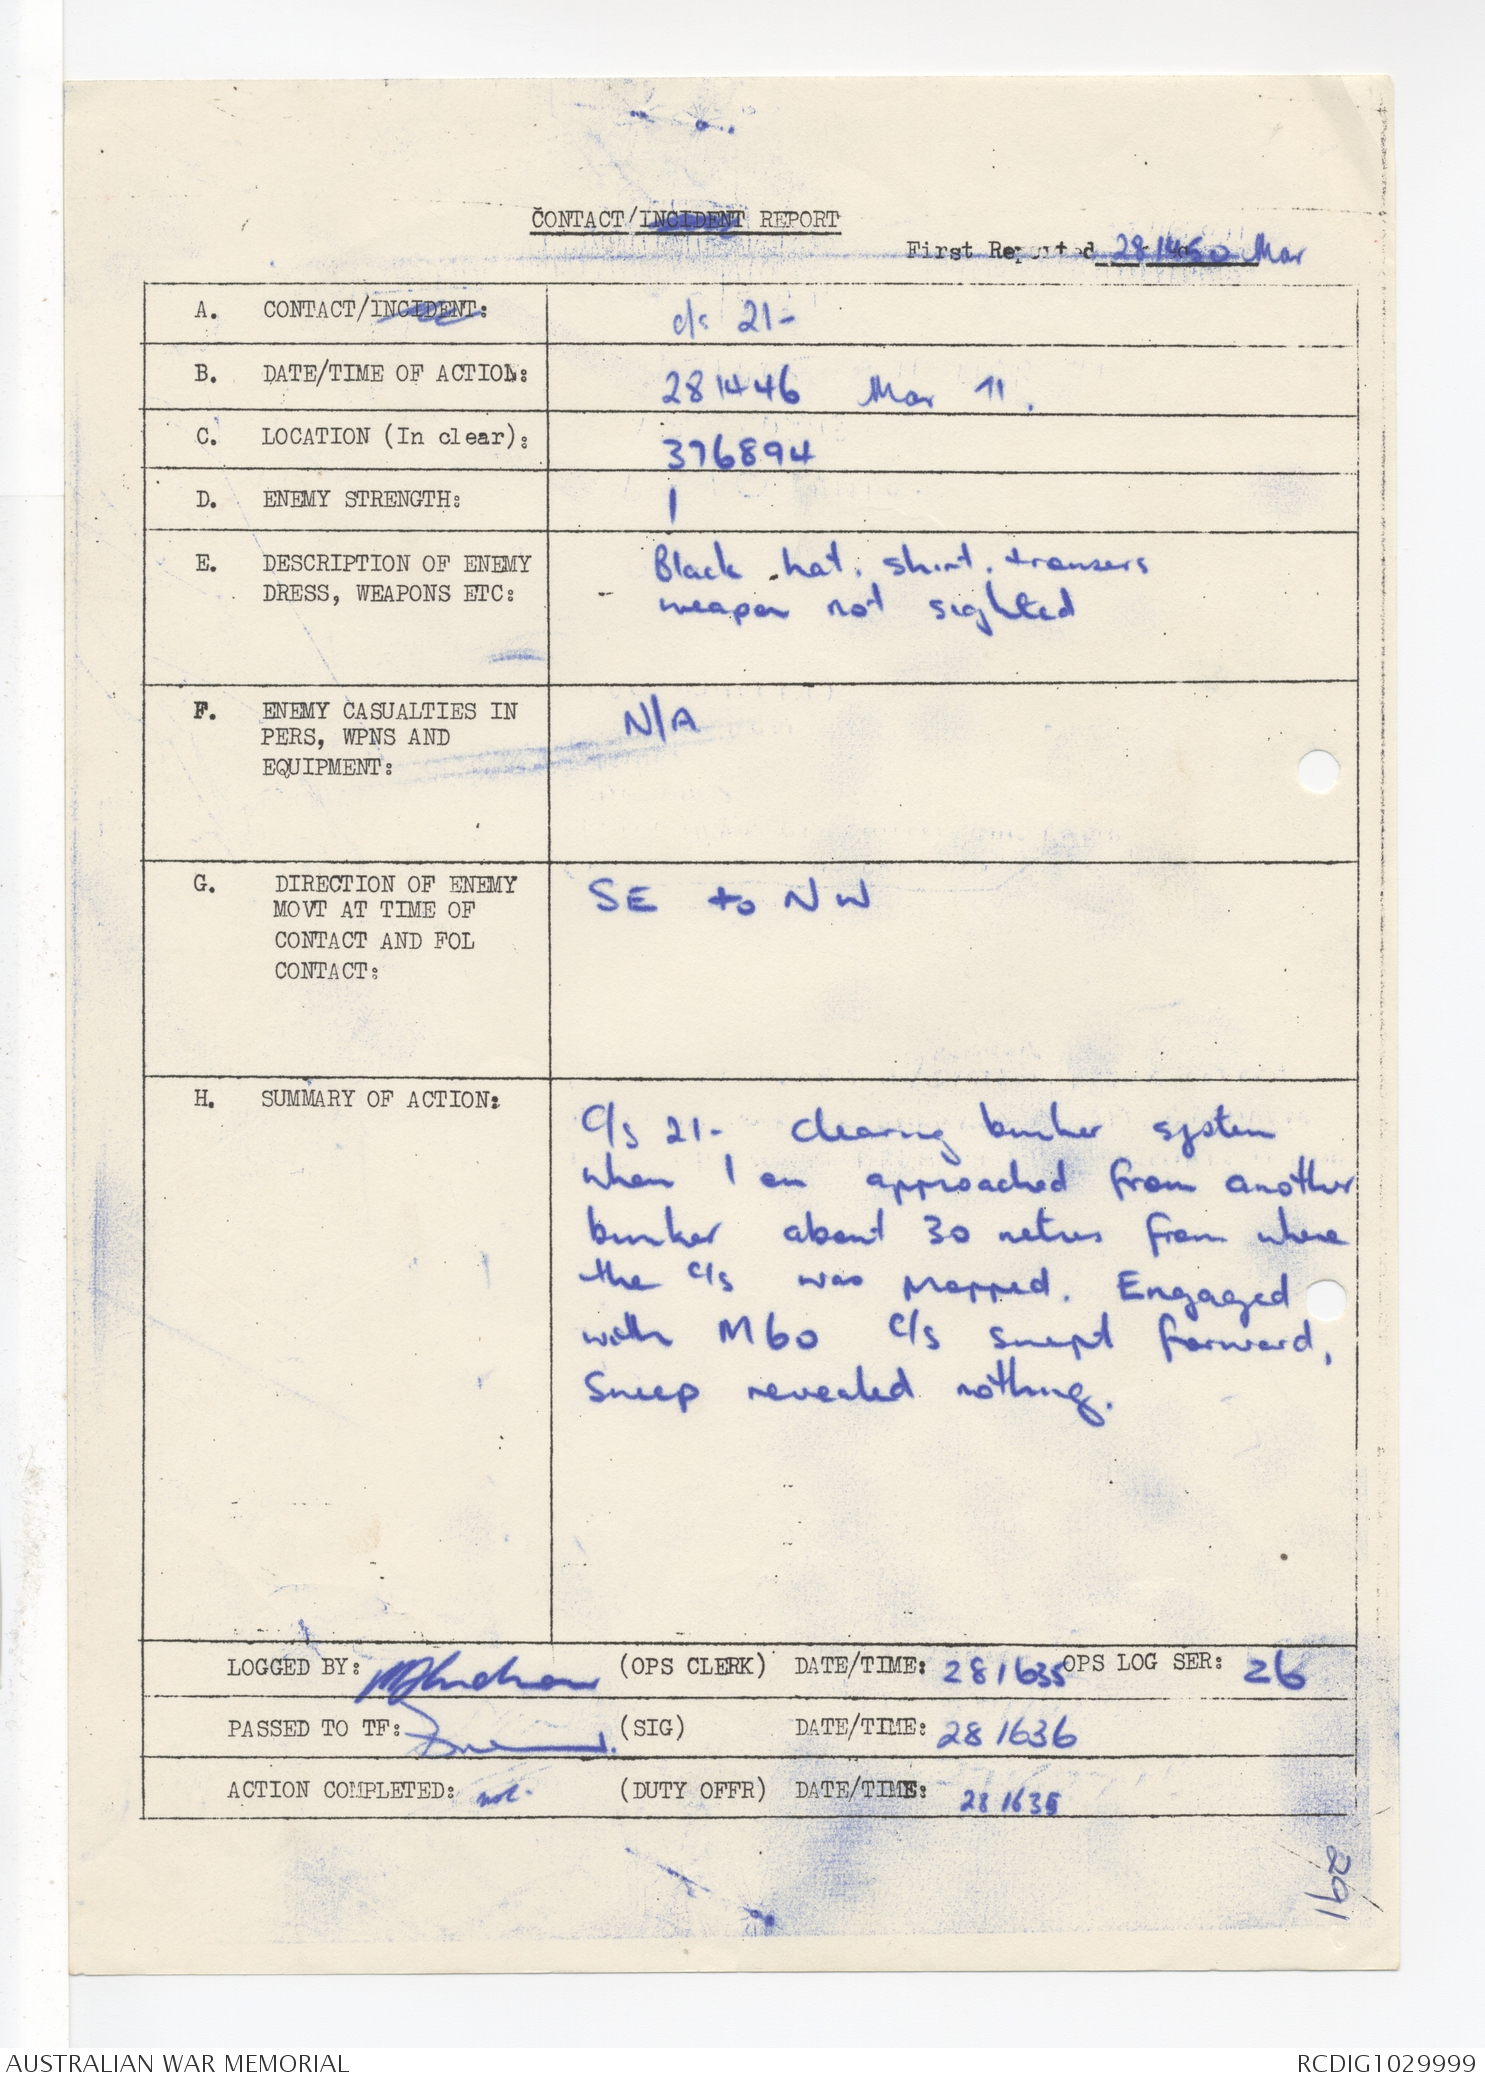 CONTACT/INCIDENT REPORT
First Reported 281450 Mar
A. CONTACT/INCIDENT: c/s 21-
B. DATE/TIME OF ACTION: 281446 Mar 71.
C. LOCATION (In clear): 376894
D. ENEMY STRENGTH: 1
E. DESCRIPTION OF ENEMY Black hat, shirt, trousers
DRESS, WEAPONS ETC: weapon not sighted
F. ENEMY CASUALTIES IN N/A
PERS, WPNS AND
EQUIPMENT:
G. DIRECTION OF ENEMY SE to NW
MOVT AT TIME OF
CONTACT AND FOL
CONTACT:
H. SUMMARY OF ACTION:
C/s 21- clearing bunker system
when 1 en approached from another
bunker about 30 metres from where
the c/s was propped. Engaged
with M60 c/s swept forward,
Sweep revealed nothing.
LOGGED BY: (OPS CLERK) DATE/TIME: 281635 OPS LOG SER: 26
PASSED TO TF: (SIG) DATE/TIME: 281636
ACTION COMPLETED: (DUTY OFFR) DATE/TIME: 281635
291
AUSTRALIAN WAR MEMORIAL
RCDIG1029999